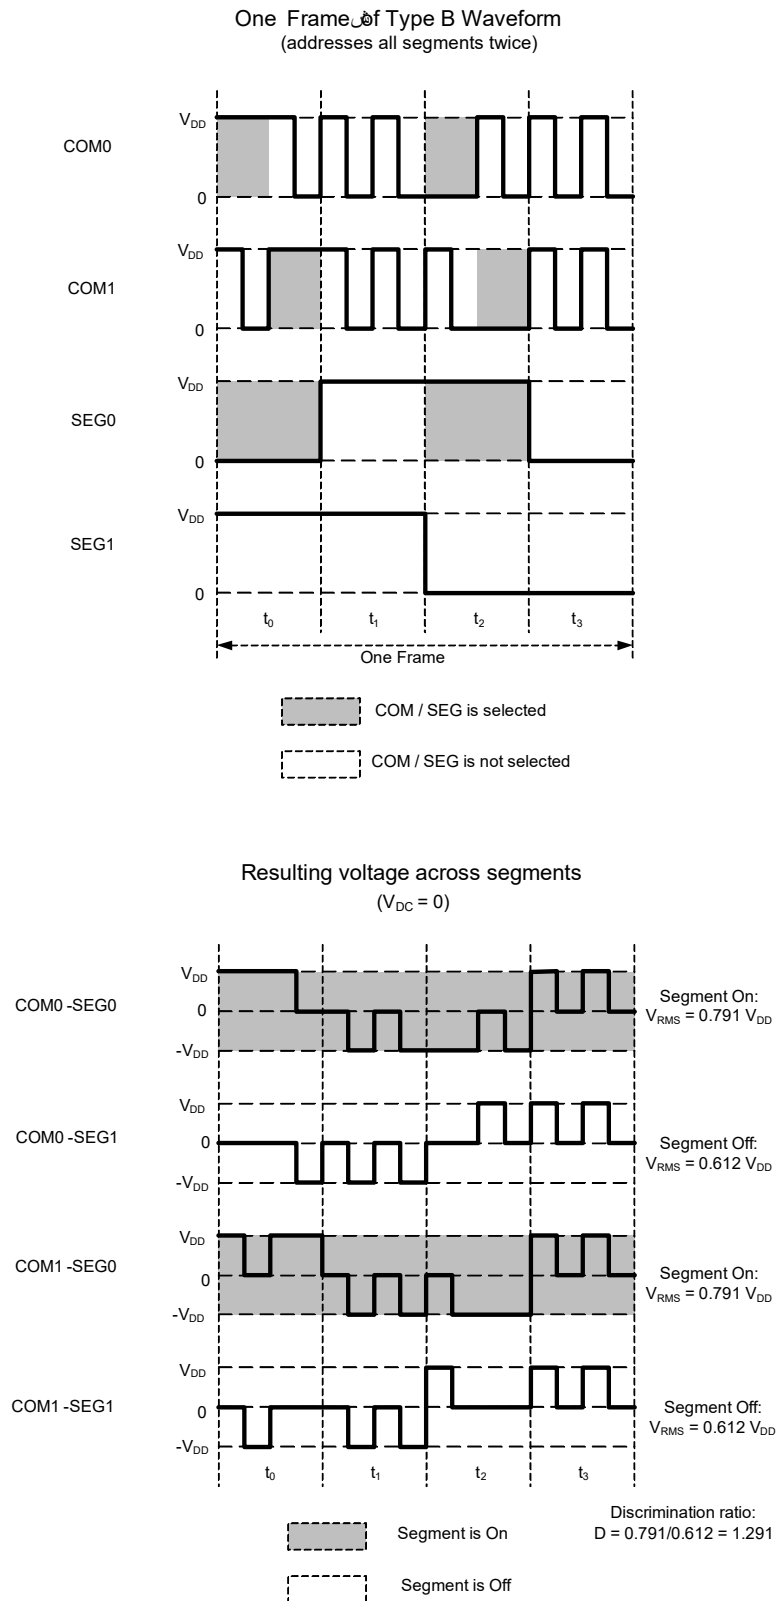 One Frame of Type B Waveform
(addresses all segments twice)
VDD
COM0
0
VDD
COM1
0
VDD
SEG0
0
VDD
SEG1
0
t0 t1 t2 t3
One Frame
COM / SEG is selected
COM / SEG is not selected
Resulting voltage across segments
(VDC = 0)
VDD
COM0 -SEG0
0
-VDD
Segment On:
VRMS = 0.791 VDD
VDD
COM0 -SEG1
0
-VDD
Segment Off:
VRMS = 0.612 VDD
VDD
COM1 -SEG0
0
-VDD
Segment On:
VRMS = 0.791 VDD
VDD
COM1 -SEG1
0
-VDD
Segment Off:
VRMS = 0.612 VDD
t0 t1 t2 t3
Segment is On
Segment is Off
Discrimination ratio:
D = 0.791/0.612 = 1.291